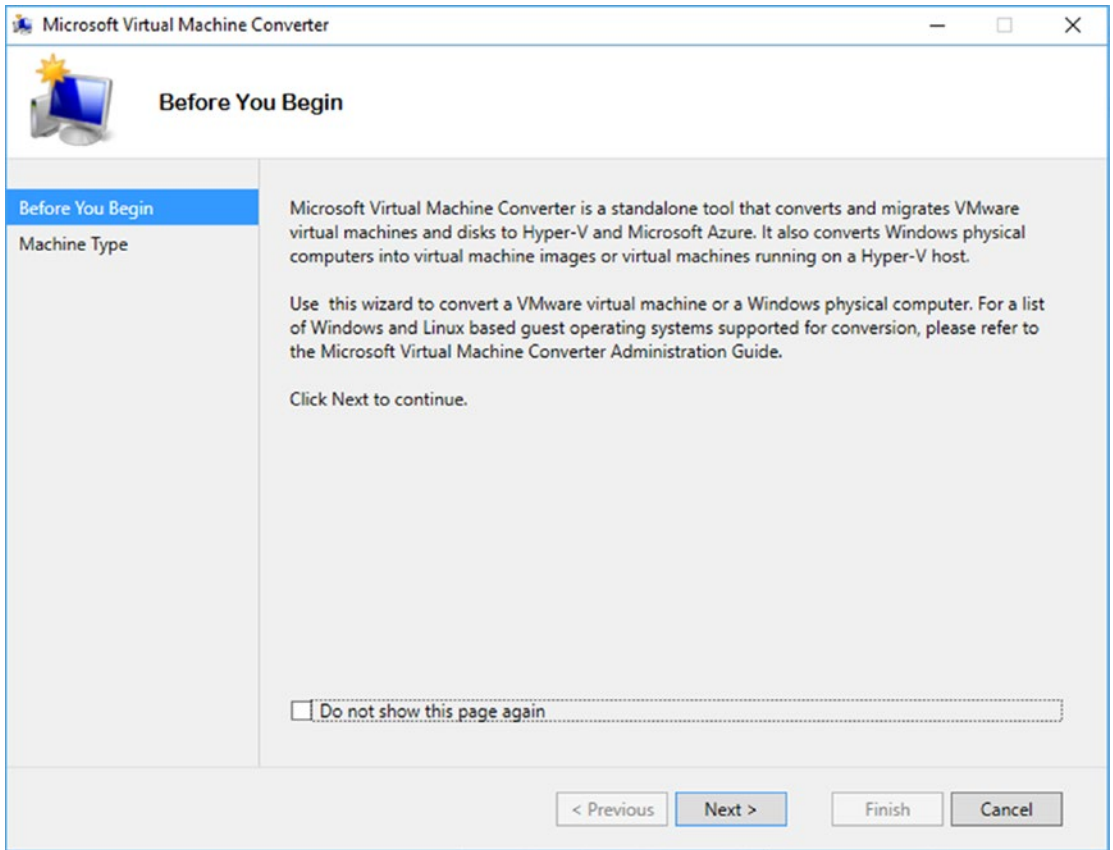 Microsoft Virtual Machine Converter
Before You Begin
Before You Begin
Machine Type
Microsoft Virtual Machine Converter is a standalone tool that converts and migrates VMware
virtual machines and disks to Hyper-V and Microsoft Azure. It also converts Windows physical
computers into virtual machine images or virtual machines running on a Hyper-V host.
Use  this wizard to convert a VMware virtual machine or a Windows physical computer. For a list
of Windows and Linux based guest operating systems supported for conversion, please refer to
the Microsoft Virtual Machine Converter Administration Guide.
Click Next to continue.
Do not show this page again
< Previous
Next >
Finish
Cancel